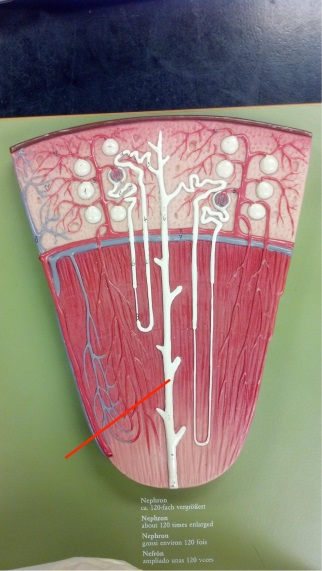 Nephron
ca. 120-fach vergrößert
Nephron
about 120 times enlarged
Nephron
grossi environ 120 fois
Nefrón
ampliado unas 120 veces